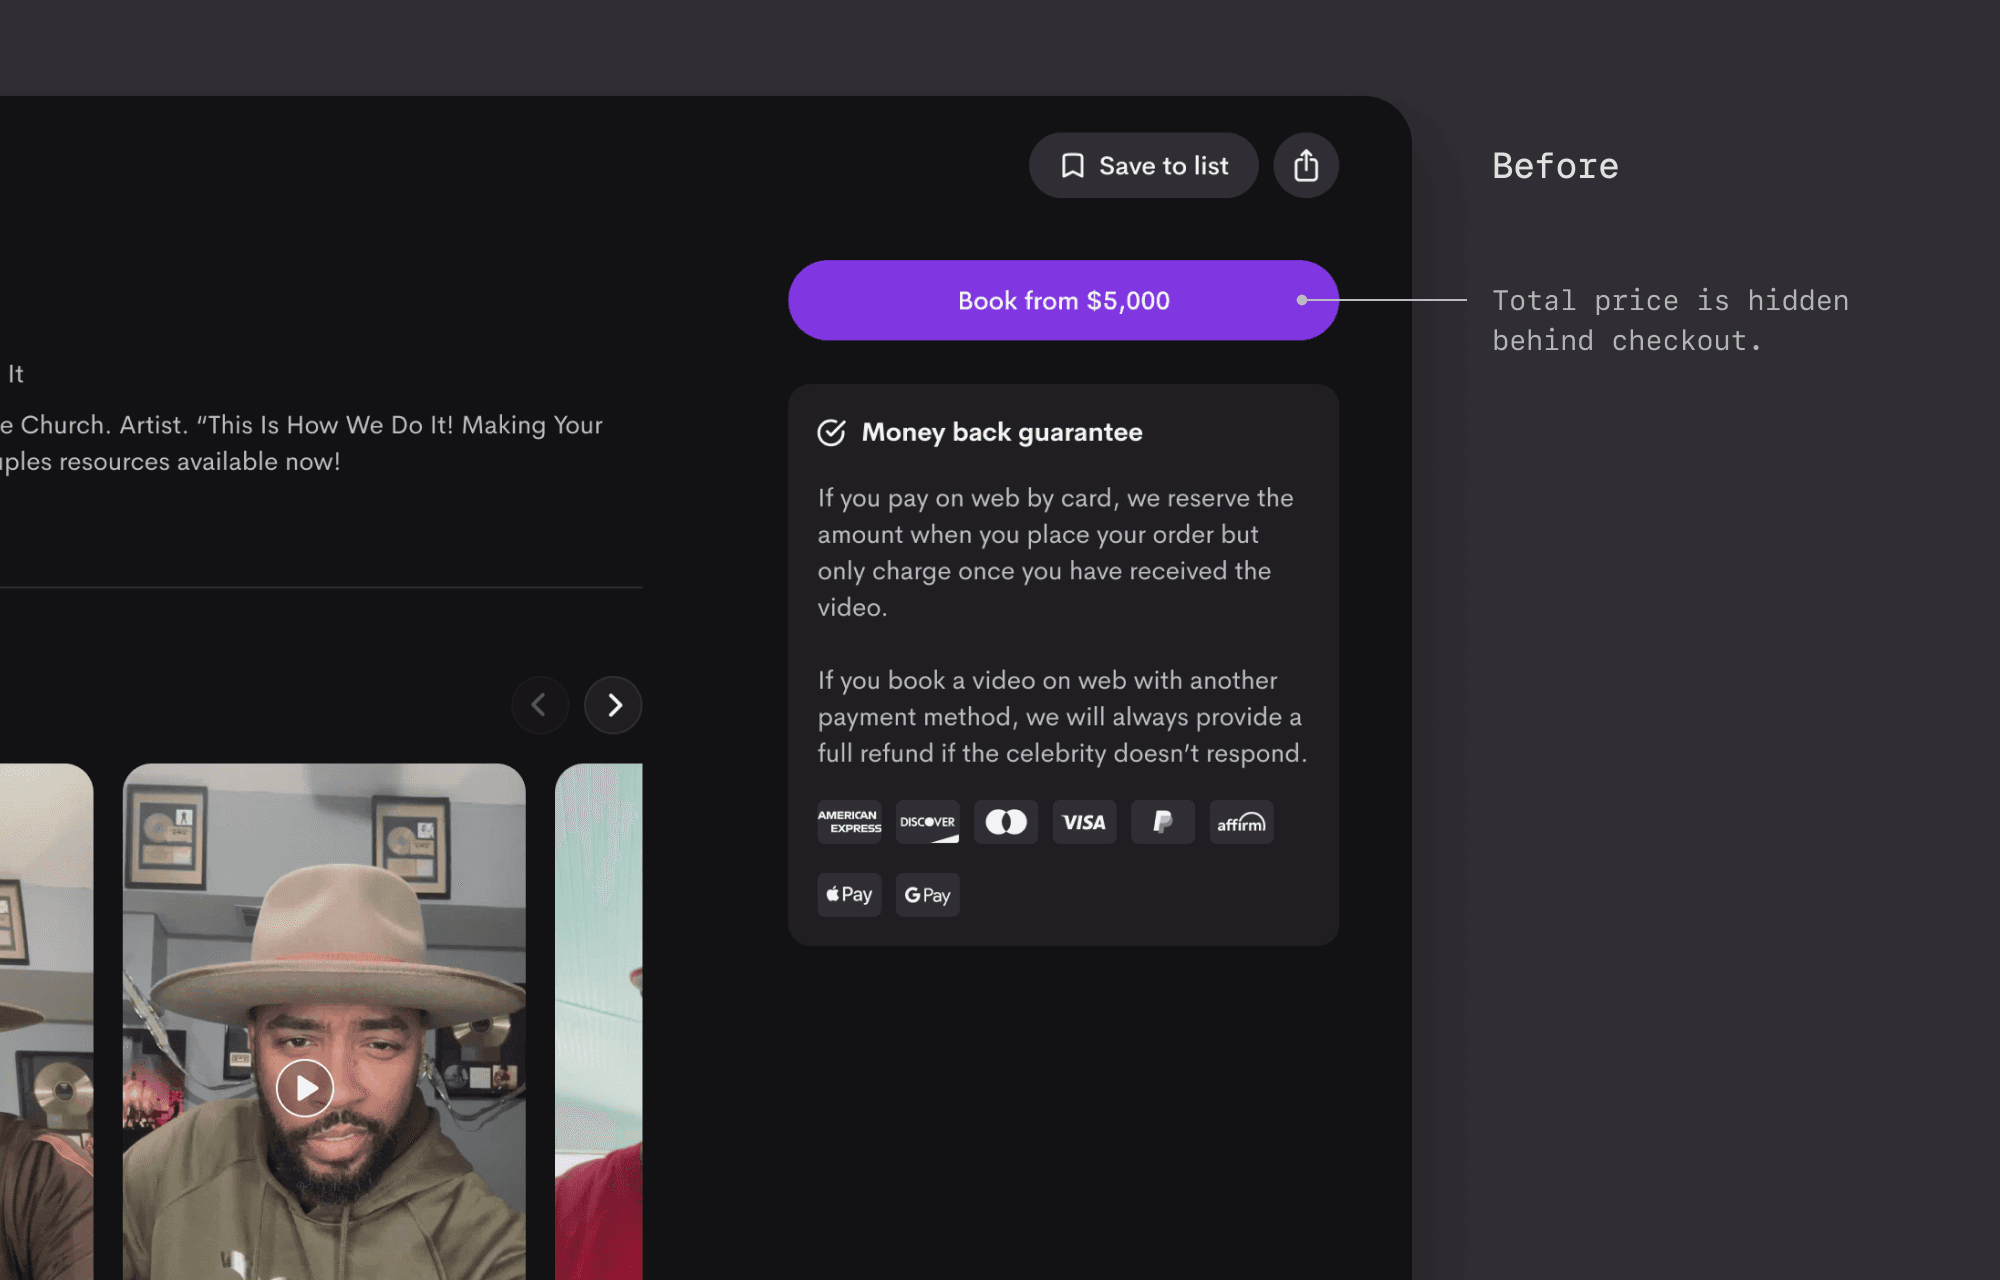 Save to list
Before
Book from $5,000
Total price is hidden
behind checkout.
It
e Church. Artist. “This Is How We Do It! Making Your
ples resources available now!
Money back guarantee
If you pay on web by card, we reserve the
amount when you place your order but
only charge once you have received the
video.
If you book a video on web with another
payment method, we will always provide a
full refund if the celebrity doesn’t respond.
AMERICAN
EXPRESS
DISCOVER
VISA
affirm
Pay
G Pay